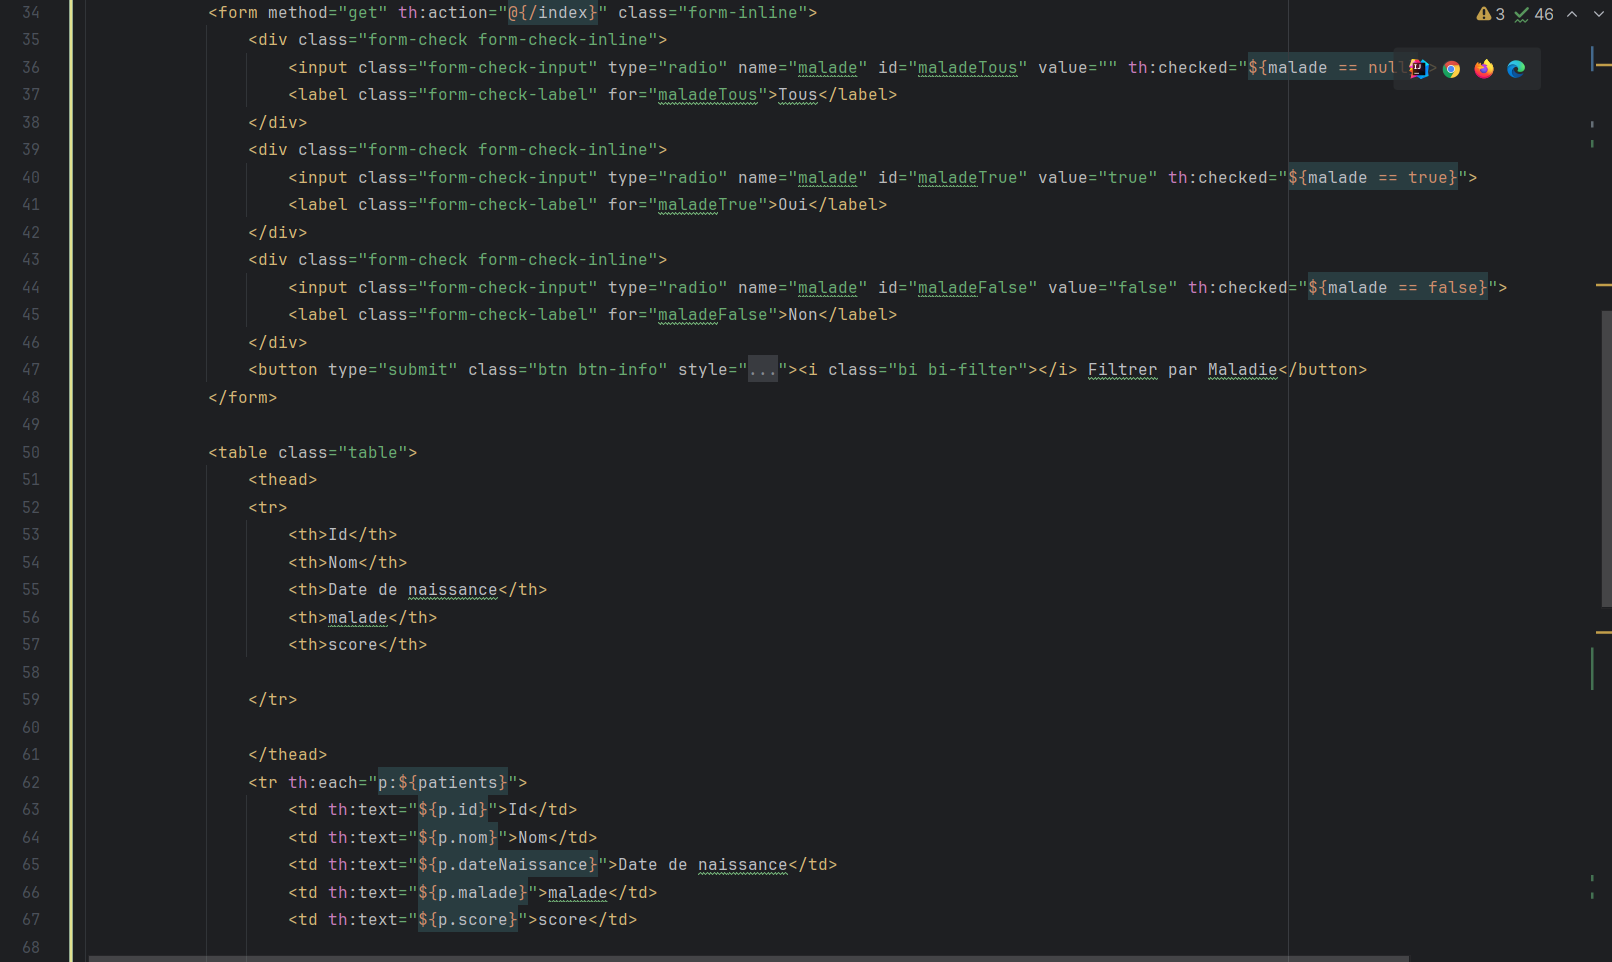 34 <form method="get" th:action="@{/index}" class="form-inline"> 3 46
35 <div class="form-check form-check-inline">
36 <input class="form-check-input" type="radio" name="malade" id="maladeTous" value="" th:checked="${malade == null
37 <label class="form-check-label" for="maladeTous">Tous</label>
38 </div>
39 <div class="form-check form-check-inline">
40 <input class="form-check-input" type="radio" name="malade" id="maladeTrue" value="true" th:checked="${malade == true}">
41 <label class="form-check-label" for="maladeTrue">Oui</label>
42 </div>
43 <div class="form-check form-check-inline">
44 <input class="form-check-input" type="radio" name="malade" id="maladeFalse" value="false" th:checked="${malade == false}">
45 <label class="form-check-label" for="maladeFalse">Non</label>
46 </div>
47 <button type="submit" class="btn btn-info" style="..."><i class="bi bi-filter"></i> Filtrer par Maladie</button>
48 </form>
49
50 <table class="table">
51 <thead>
52 <tr>
53 <th>Id</th>
54 <th>Nom</th>
55 <th>Date de naissance</th>
56 <th>malade</th>
57 <th>score</th>
58
59 </tr>
60
61 </thead>
62 <tr th:each="p:${patients}">
63 <td th:text="${p.id}">Id</td>
64 <td th:text="${p.nom}">Nom</td>
65 <td th:text="${p.dateNaissance}">Date de naissance</td>
66 <td th:text="${p.malade}">malade</td>
67 <td th:text="${p.score}">score</td>
68